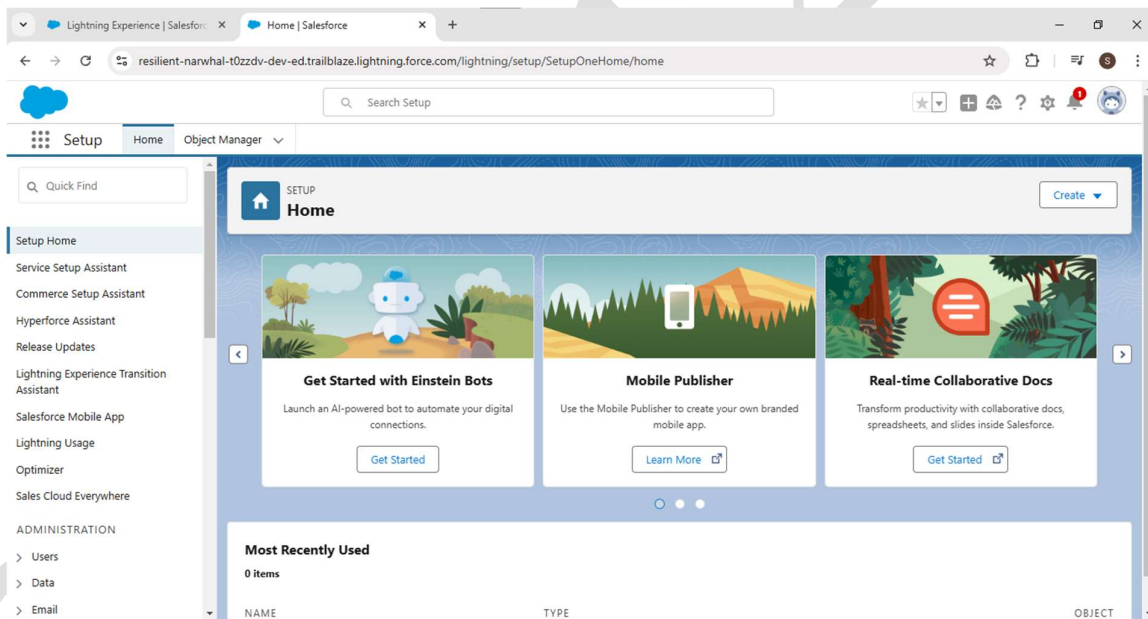 Lightning Experience | Salesforc
Home | Salesforce
resilient-narwhal-t0zzdv-dev-ed.trailblaze.lightning.force.com/lightning/setup/SetupOneHome/home
S
Search Setup
1
Setup
Home
Object Manager
Quick Find
Setup Home
Service Setup Assistant
Commerce Setup Assistant
Hyperforce Assistant
Release Updates
Lightning Experience Transition
Assistant
Salesforce Mobile App
Lightning Usage
Optimizer
Sales Cloud Everywhere
ADMINISTRATION
Users
Data
Email
SETUP
Home
Create
Get Started with Einstein Bots
Launch an AI-powered bot to automate your digital
connections.
Get Started
Mobile Publisher
Use the Mobile Publisher to create your own branded
mobile app.
Learn More
Real-time Collaborative Docs
Transform productivity with collaborative docs,
spreadsheets, and slides inside Salesforce.
Get Started
Most Recently Used
0 items
NAME
TYPE
OBJECT